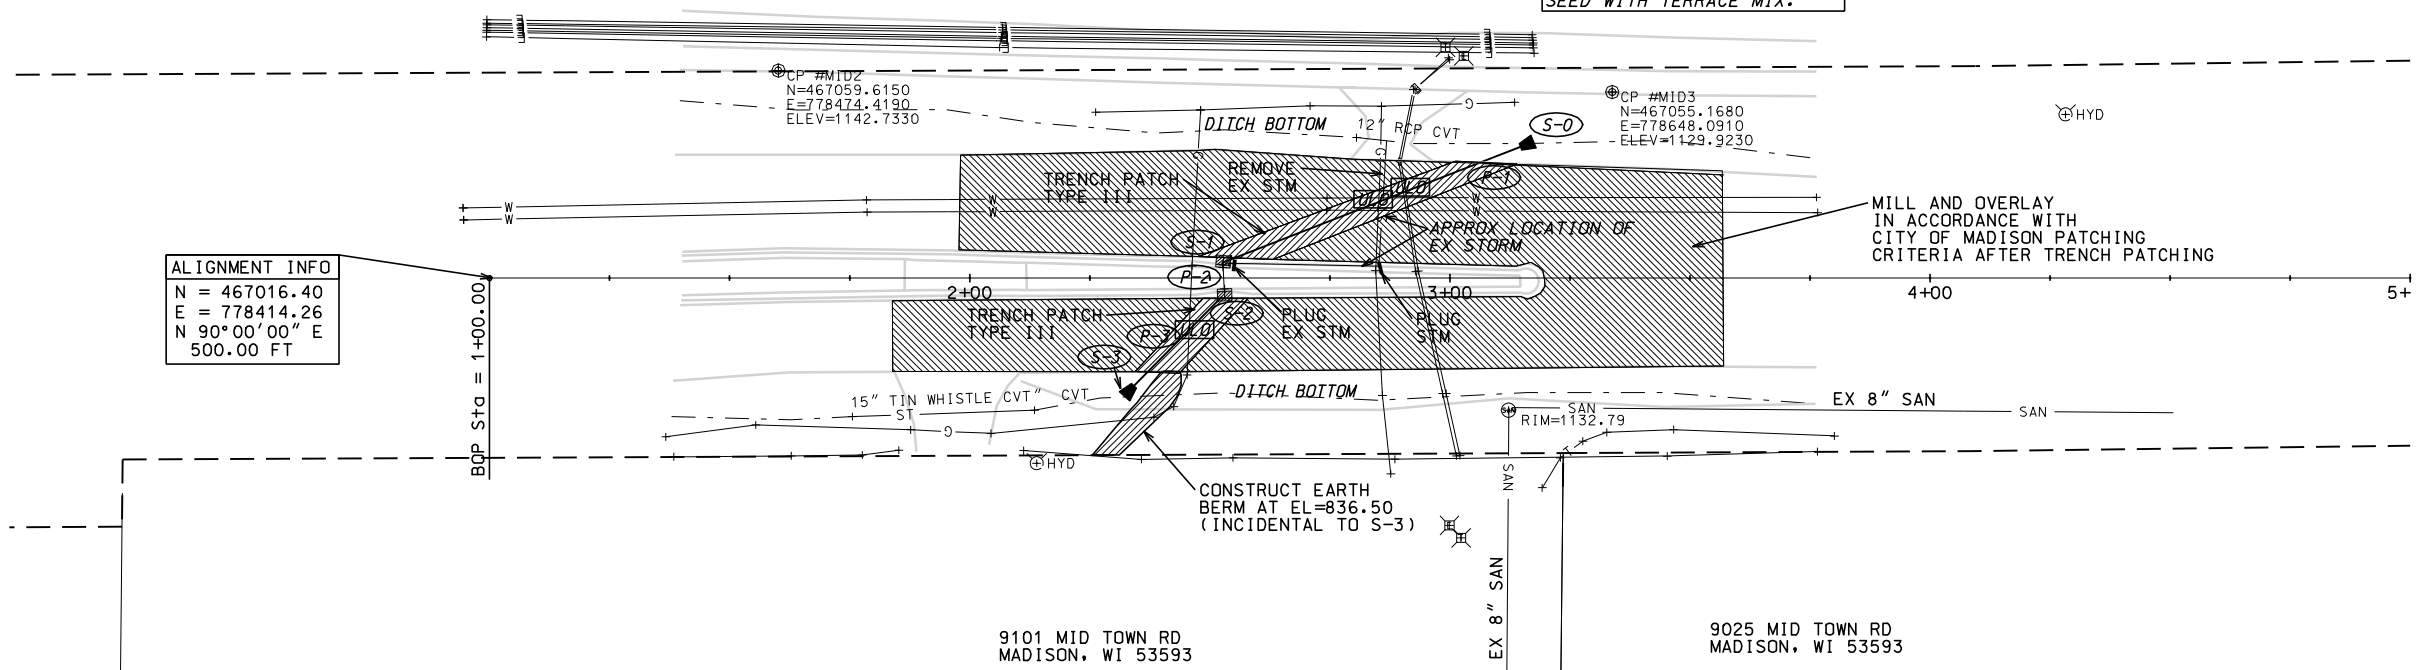 SEED WITH TERRACE MIX.
CP #MID2
N=467059.6150
E=778474.4190
ELEV=1142.7330
CP #MID3
N=467055.1680
E=778648.0910
ELEV=1129.9230
HYD
DITCH BOTTOM
12" RCP CVT
G
S-0
TRENCH PATCH
TYPE III
REMOVE
EX STM
P-1
ULO
ULO
G
G
W
W
W
W
W
W
MILL AND OVERLAY
IN ACCORDANCE WITH
CITY OF MADISON PATCHING
CRITERIA AFTER TRENCH PATCHING
APPROX LOCATION OF
EX STORM
S-1
P-2
ALIGNMENT INFO
N = 467016.40
E = 778414.26
N 90°00'00" E
500.00 FT
BOP Sta = 1+00.00
2+00
3+00
4+00
5+
TRENCH PATCH
TYPE III
S-2
PLUG
EX STM
PLUG
STM
P-3
ULO
S-3
15" TIN WHISTLE CVT" CVT
ST
DITCH BOTTOM
G
EX 8" SAN
SAN
SAN
SAN
RIM=1132.79
HYD
SAN
CONSTRUCT EARTH
BERM AT EL=836.50
(INCIDENTAL TO S-3)
EX 8" SAN
9101 MID TOWN RD
MADISON, WI 53593
9025 MID TOWN RD
MADISON, WI 53593